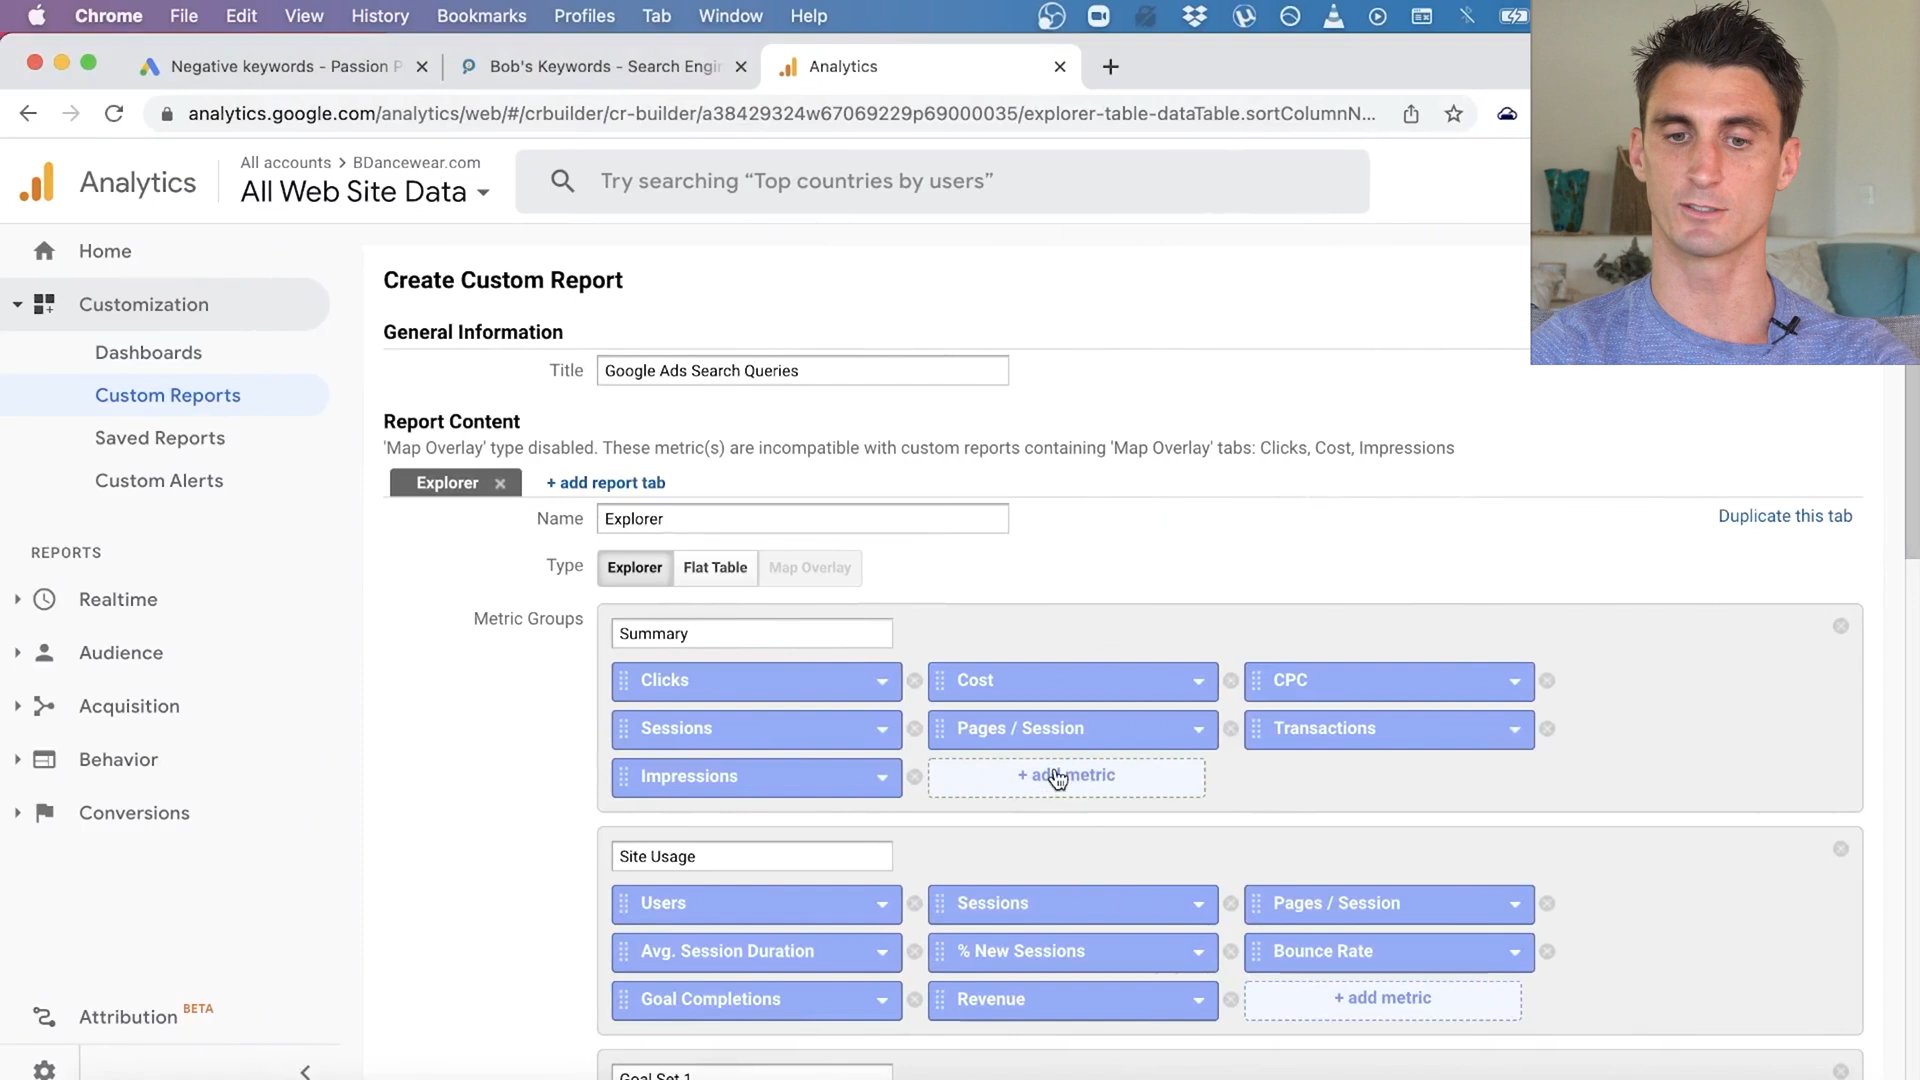 Chrome File Edit View History Bookmarks Profiles Tab Window Help
Negative keywords - Passion P
Bob's Keywords - Search Engi
Analytics
analytics.google.com/analytics/web/#/crbuilder/cr-builder/a38429324w67069229p69000035/explorer-table-dataTable.sortColumnN...
Analytics
All accounts > BDancewear.com
All Web Site Data
Try searching “Top countries by users”
Home
Customization
Dashboards
Custom Reports
Saved Reports
Custom Alerts
REPORTS
Realtime
Audience
Acquisition
Behavior
Conversions
Attribution BETA
Create Custom Report
General Information
Title Google Ads Search Queries
Report Content
'Map Overlay' type disabled. These metric(s) are incompatible with custom reports containing 'Map Overlay' tabs: Clicks, Cost, Impressions
Explorer + add report tab
Name Explorer Duplicate this tab
Type Explorer Flat Table Map Overlay
Metric Groups
Summary
Clicks Cost CPC
Sessions Pages / Session Transactions
Impressions + add metric
Site Usage
Users Sessions Pages / Session
Avg. Session Duration % New Sessions Bounce Rate
Goal Completions Revenue + add metric
Goal Set 1